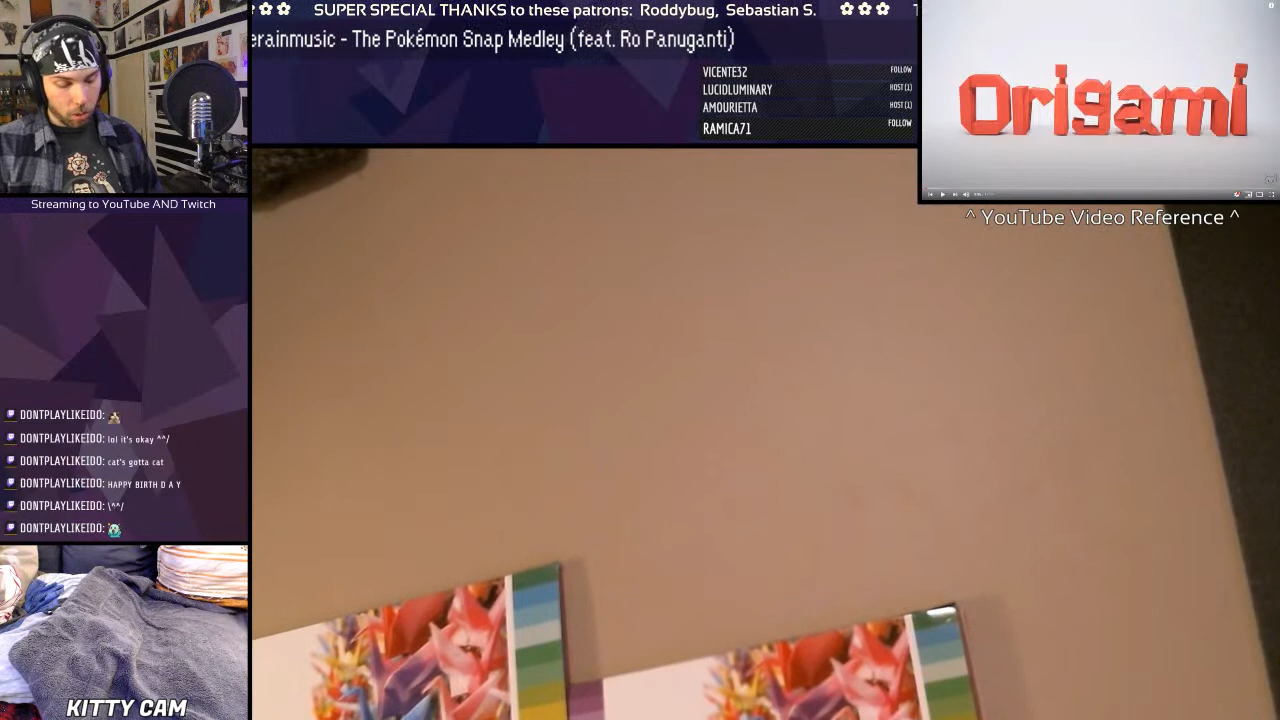 ✿ ✿ SUPER SPECIAL THANKS to these patrons: Roddybug, Sebastian S. ✿ ✿ ✿
erainmusic - The Pokémon Snap Medley (feat. Ro Panuganti)
VICENTE32 FOLLOW
LUCIDLUMINARY HOST (1)
AMOURIETTA HOST (1)
RAMICA71 FOLLOW
Origami
^ YouTube Video Reference ^
Streaming to YouTube AND Twitch
DONTPLAYLIKEIDO:
DONTPLAYLIKEIDO: lol it's okay ^^/
DONTPLAYLIKEIDO: cat's gotta cat
DONTPLAYLIKEIDO: HAPPY BIRTH D A Y
DONTPLAYLIKEIDO: \^^/
DONTPLAYLIKEIDO:
KITTY CAM